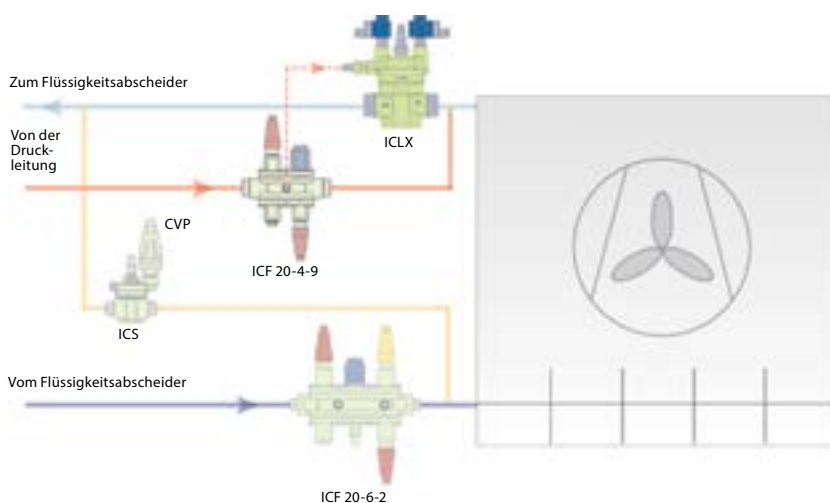 Zum Flüssigkeitsabscheider
ICLX
Von der
Druck-
leitung
CVP
ICF 20-4-9
ICS
Vom Flüssigkeitsabscheider
ICF 20-6-2